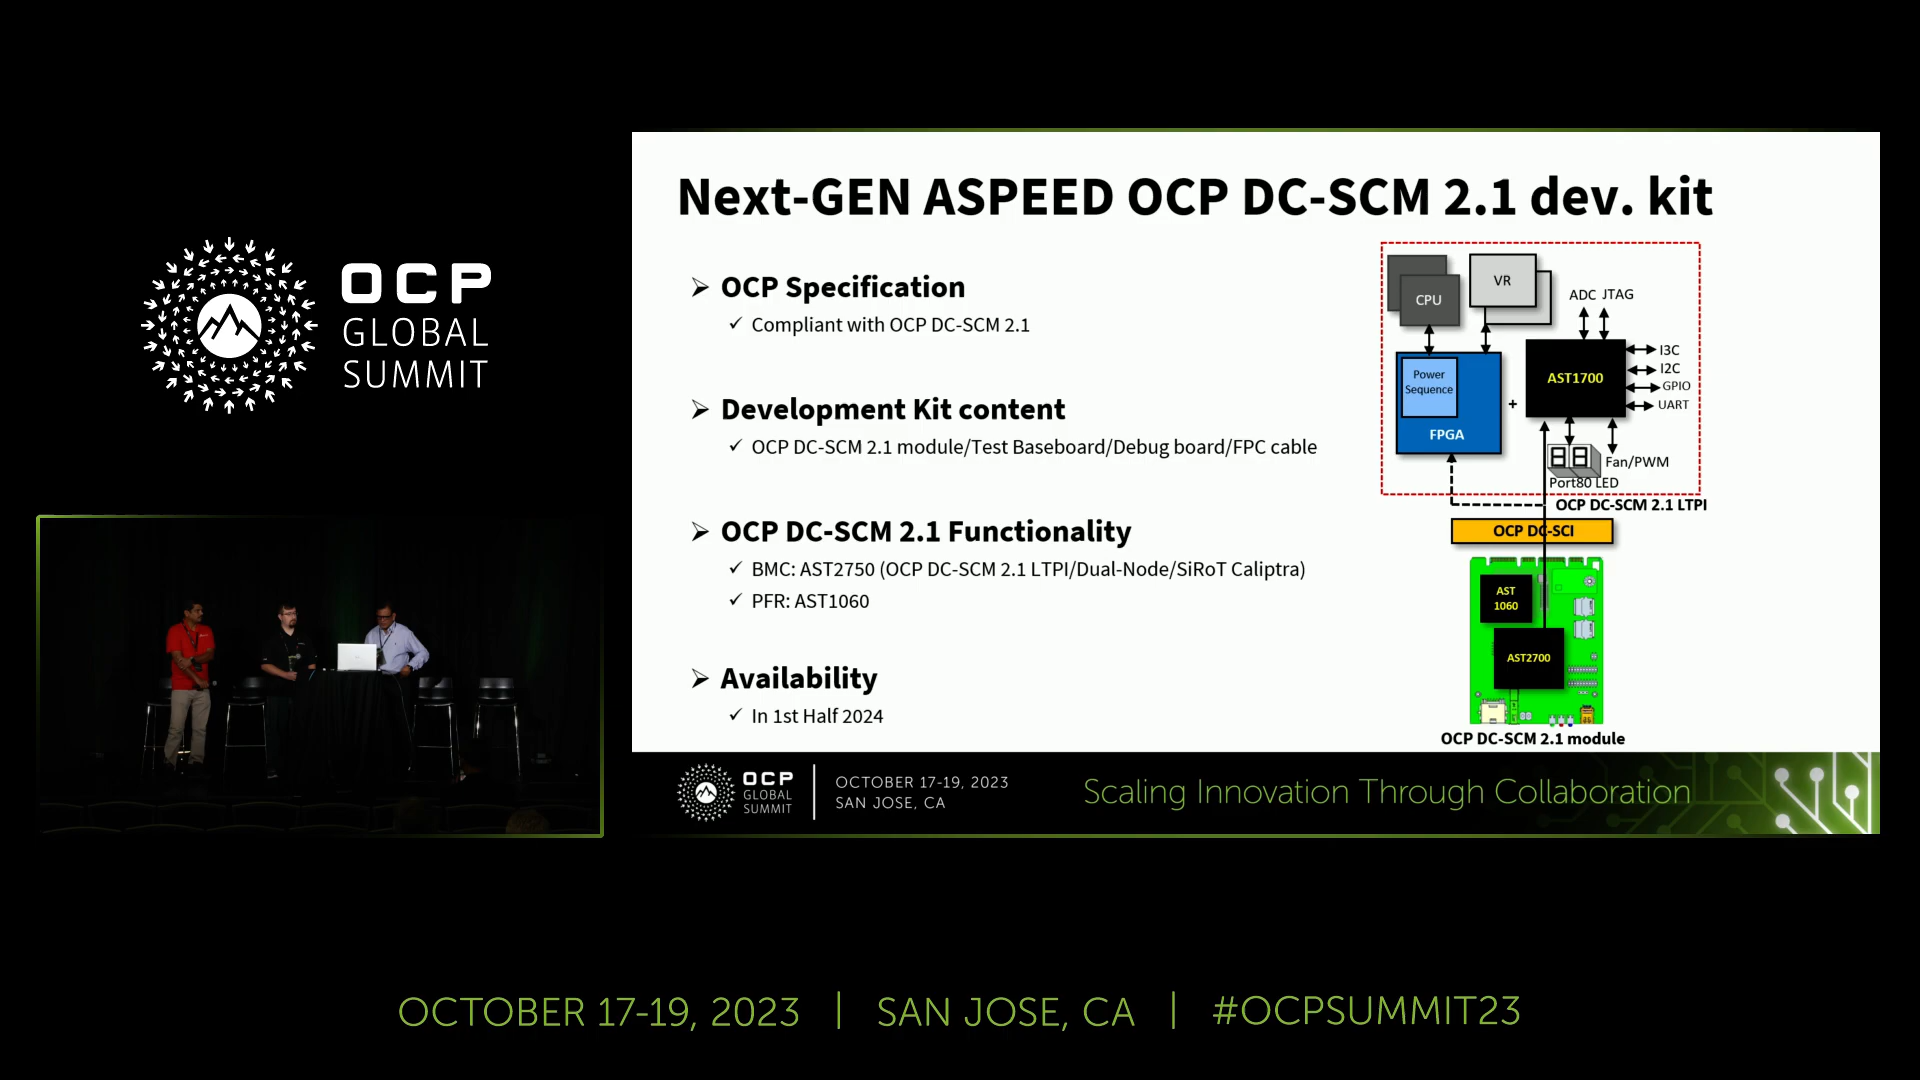 OCP
GLOBAL
SUMMIT
Next-GEN ASPEED OCP DC-SCM 2.1 dev. kit
OCP Specification
Compliant with OCP DC-SCM 2.1
Development Kit content
OCP DC-SCM 2.1 module/Test Baseboard/Debug board/FPC cable
OCP DC-SCM 2.1 Functionality
BMC: AST2750 (OCP DC-SCM 2.1 LTPI/Dual-Node/SiRoT Caliptra)
PFR: AST1060
Availability
In 1st Half 2024
CPU
VR
ADC JTAG
Power
Sequence
FPGA
+
AST1700
I3C
I2C
GPIO
UART
88
Fan/PWM
Port80 LED
OCP DC-SCM 2.1 LTPI
OCP DC-SCI
AST
1060
AST2700
OCP DC-SCM 2.1 module
OCP
GLOBAL
SUMMIT
OCTOBER 17-19, 2023
SAN JOSE, CA
Scaling Innovation Through Collaboration
OCTOBER 17-19, 2023 | SAN JOSE, CA | #OCPSUMMIT23